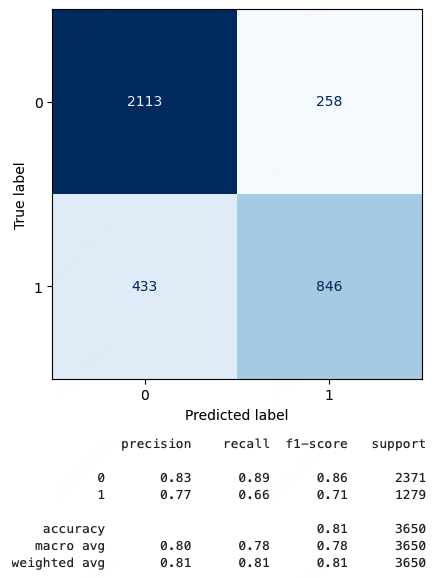 0
2113
258
True label
1
433
846
0
1
Predicted label
precision recall f1-score support
0 0.83 0.89 0.86 2371
1 0.77 0.66 0.71 1279
accuracy 0.81 3650
macro avg 0.80 0.78 0.78 3650
weighted avg 0.81 0.81 0.81 3650